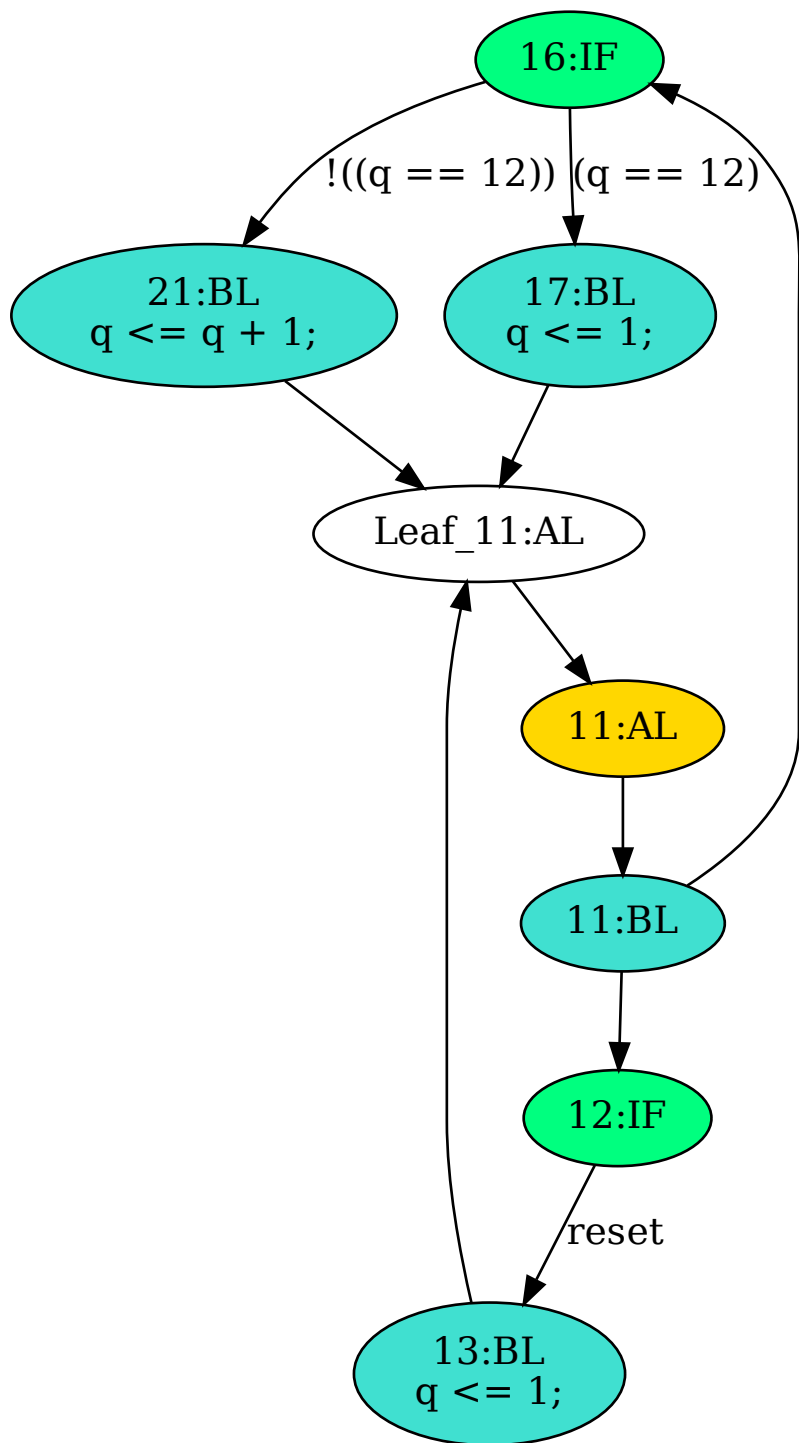 16:IF
!((q == 12))
(q == 12)
21:BL
q <= q + 1;
17:BL
q <= 1;
Leaf_11:AL
11:AL
11:BL
12:IF
reset
13:BL
q <= 1;